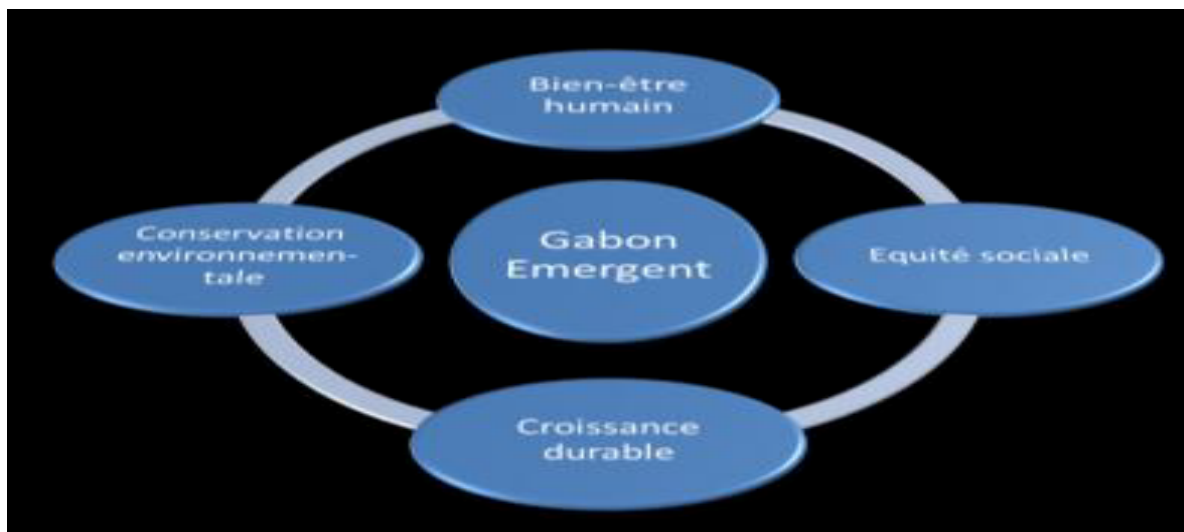 Bien-être
humain
Conservation
environnemen-
tale
Gabon
Emergent
Equité sociale
Croissance
durable